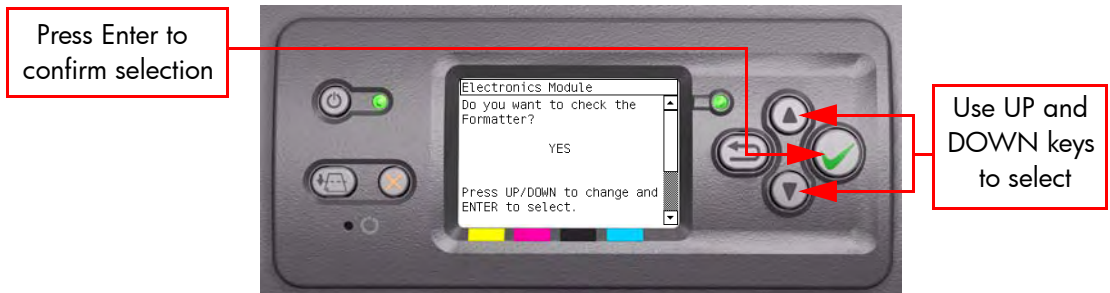 Press Enter to
confirm selection
Electronics Module
Do you want to check the
Formatter?
YES
Press UP/DOWN to change and
ENTER to select.
Use UP and
DOWN keys
to select